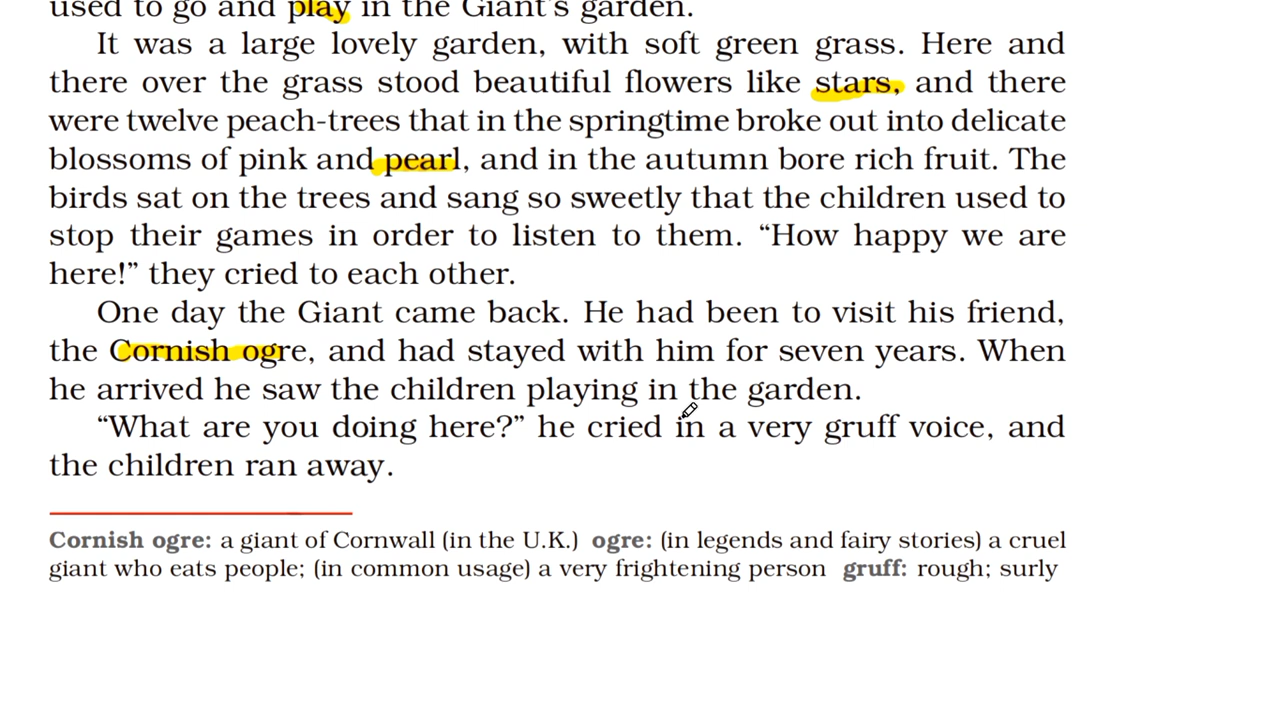 used to go and play in the Giant's garden.
It was a large lovely garden, with soft green grass. Here and
there over the grass stood beautiful flowers like stars, and there
were twelve peach-trees that in the springtime broke out into delicate
blossoms of pink and pearl, and in the autumn bore rich fruit. The
birds sat on the trees and sang so sweetly that the children used to
stop their games in order to listen to them. “How happy we are
here!” they cried to each other.
One day the Giant came back. He had been to visit his friend,
the Cornish ogre, and had stayed with him for seven years. When
he arrived he saw the children playing in the garden.
“What are you doing here?” he cried in a very gruff voice, and
the children ran away.
Cornish ogre: a giant of Cornwall (in the U.K.) ogre: (in legends and fairy stories) a cruel
giant who eats people; (in common usage) a very frightening person gruff: rough; surly